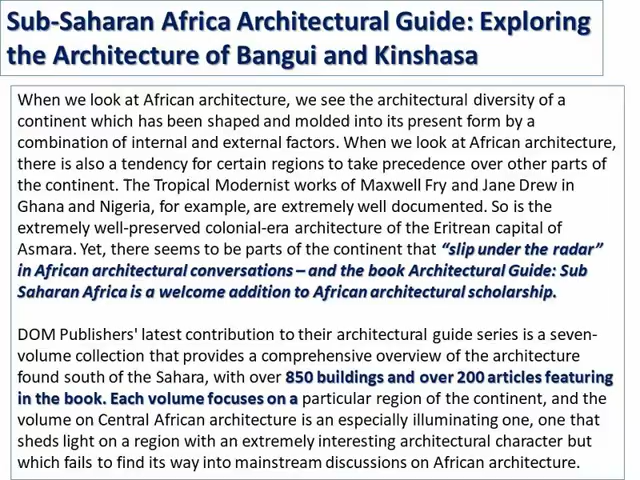 Sub-Saharan Africa Architectural Guide: Exploring
the Architecture of Bangui and Kinshasa
When we look at African architecture, we see the architectural diversity of a
continent which has been shaped and molded into its present form by a
combination of internal and external factors. When we look at African architecture,
there is also a tendency for certain regions to take precedence over other parts of
the continent. The Tropical Modernist works of Maxwell Fry and Jane Drew in
Ghana and Nigeria, for example, are extremely well documented. So is the
extremely well-preserved colonial-era architecture of the Eritrean capital of
Asmara. Yet, there seems to be parts of the continent that “slip under the radar”
in African architectural conversations – and the book Architectural Guide: Sub
Saharan Africa is a welcome addition to African architectural scholarship.
DOM Publishers' latest contribution to their architectural guide series is a seven-
volume collection that provides a comprehensive overview of the architecture
found south of the Sahara, with over 850 buildings and over 200 articles featuring
in the book. Each volume focuses on a particular region of the continent, and the
volume on Central African architecture is an especially illuminating one, one that
sheds light on a region with an extremely interesting architectural character but
which fails to find its way into mainstream discussions on African architecture.